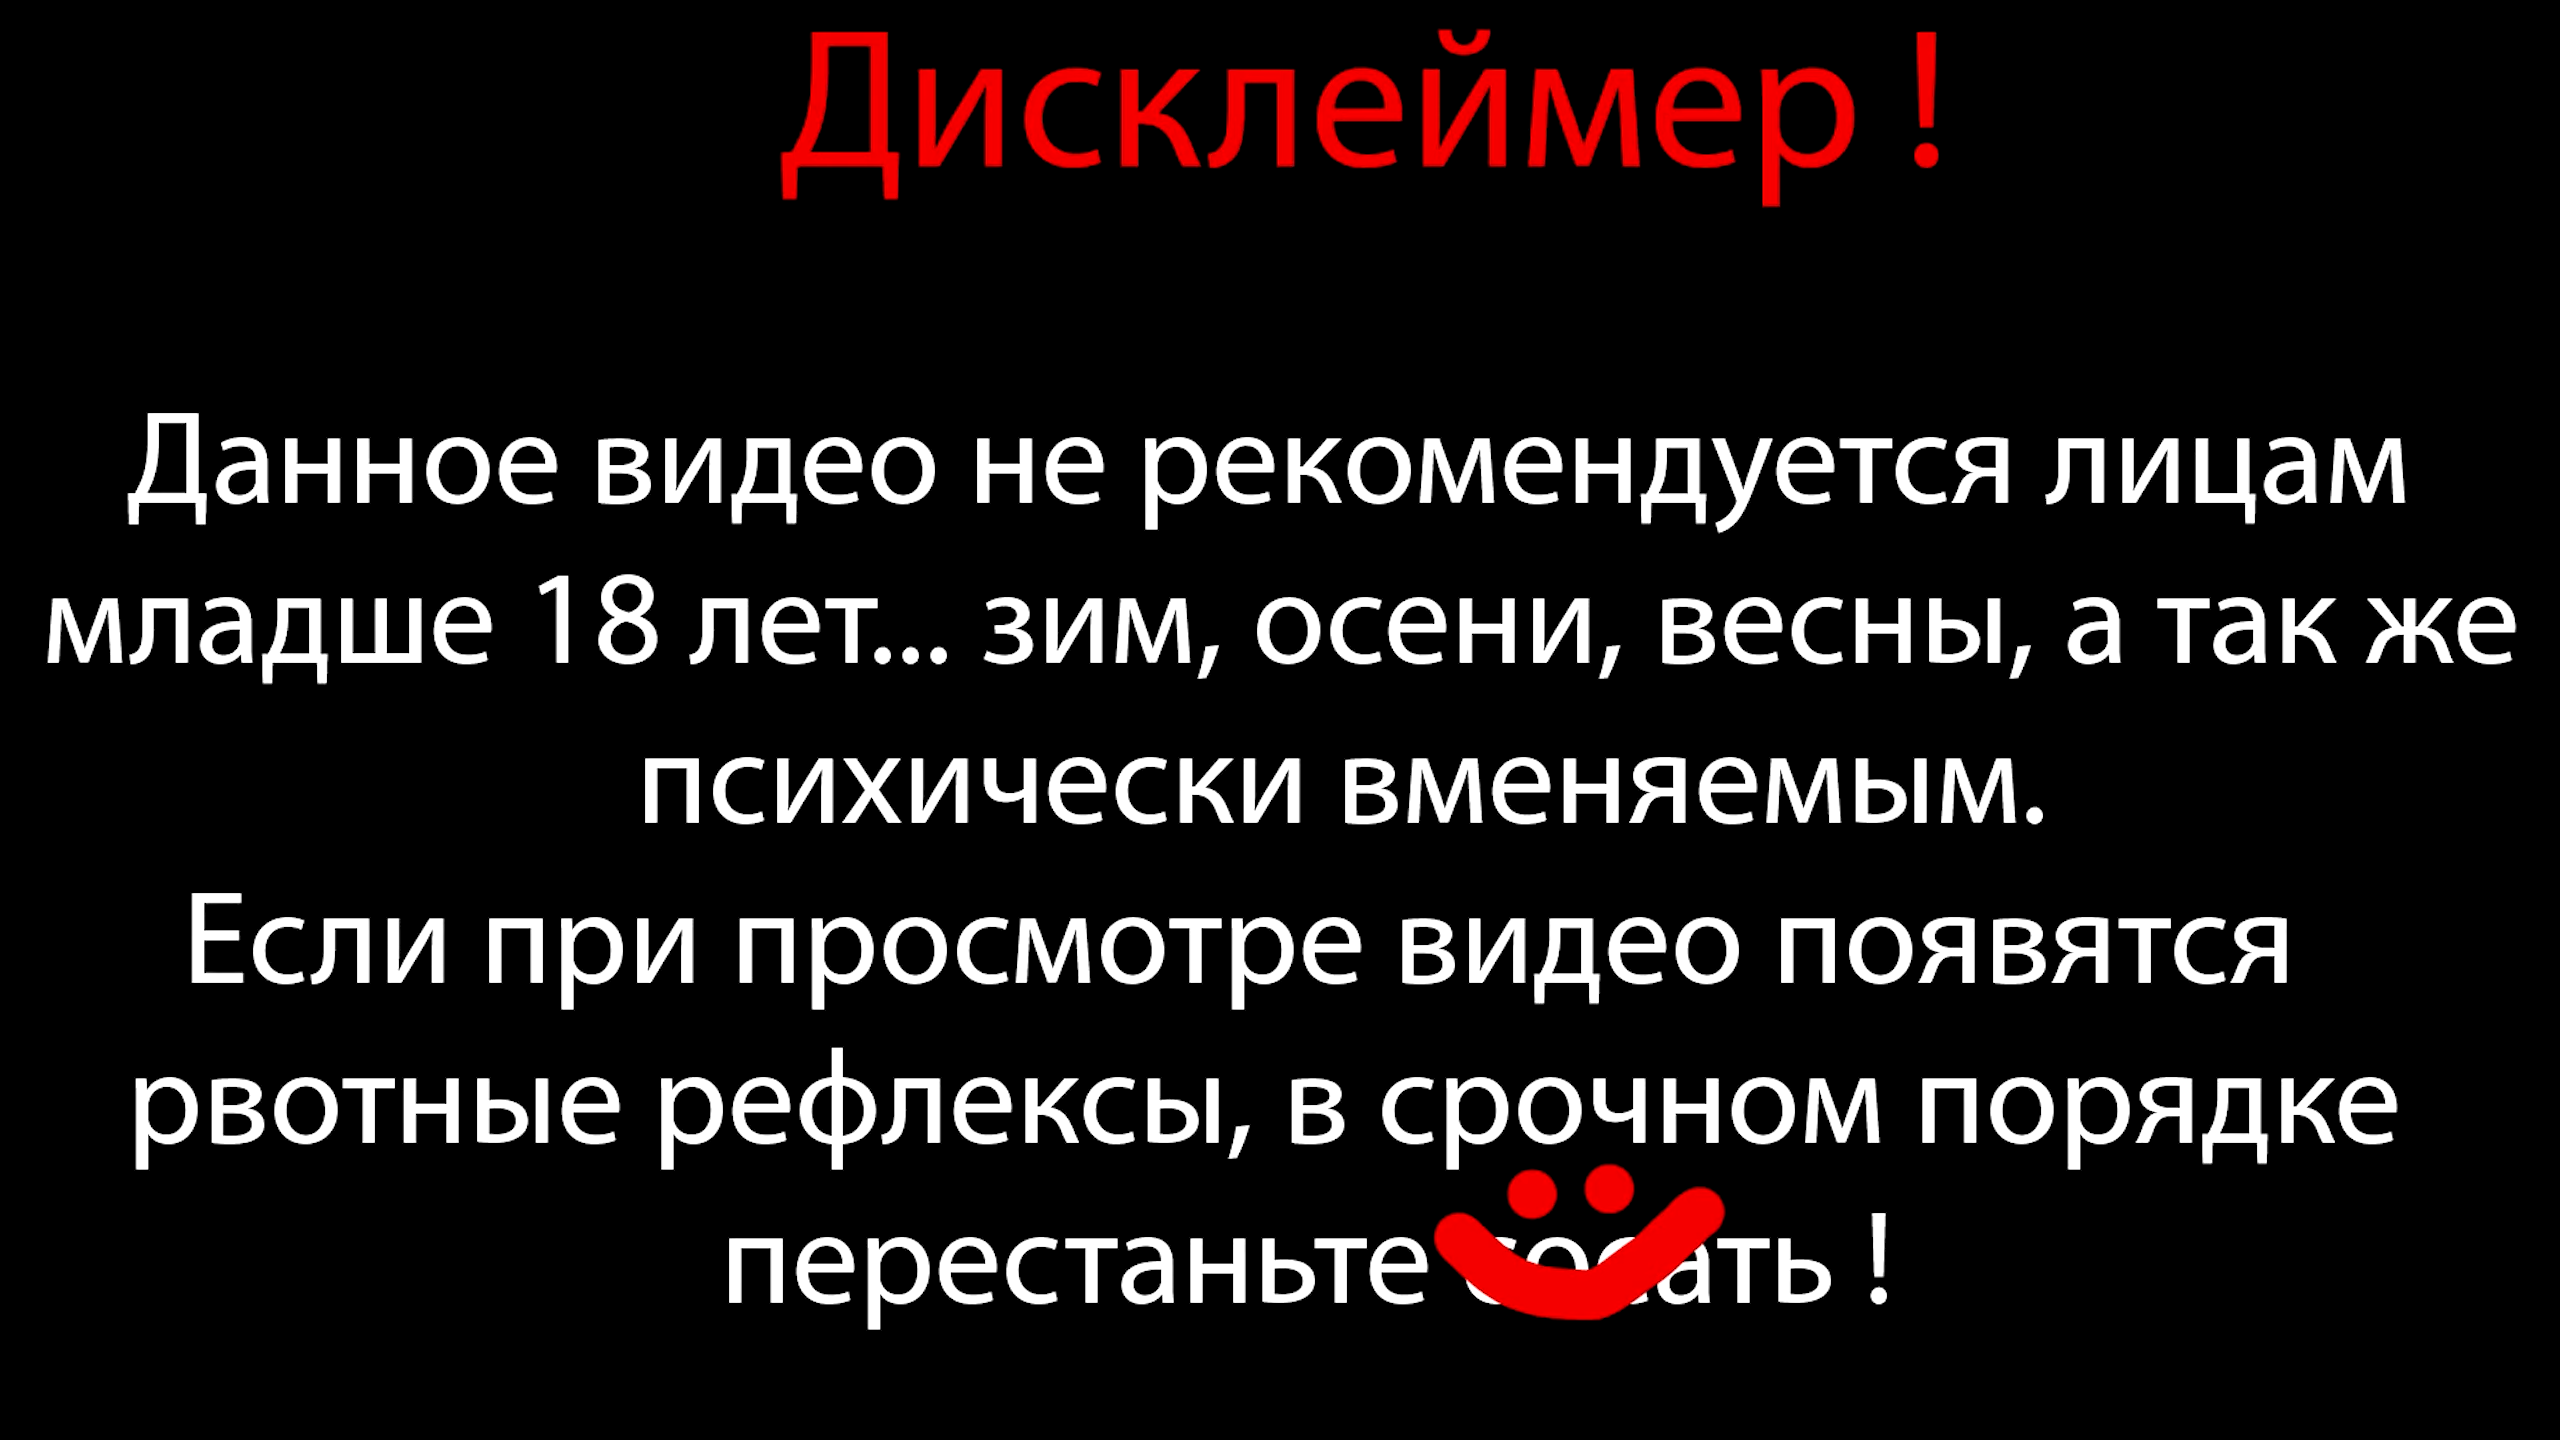 Дисклеймер !
Данное видео не рекомендуется лицам
младше 18 лет... зим, осени, весны, а так же
психически вменяемым.
Если при просмотре видео появятся
рвотные рефлексы, в срочном порядке
перестаньте сосать !